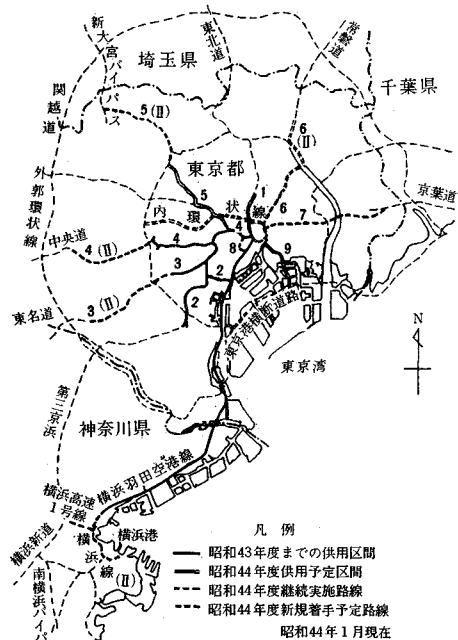 新大宮バイパス
埼玉県
東北道
常磐道
千葉県
関越道
5(II)
6(II)
東京都
外郭環状線
内環状線
5
1
6
7
京葉道
中央道
4(II)
4
4
8
9
3
2
3(II)
2
東名道
東京港横断道路
東京湾
N
第三京浜
神奈川県
横浜羽田空港線
横浜高速1号線
横浜新道
横浜港
横浜線(II)
南横浜バイパス
凡例
昭和43年度までの供用区間
昭和44年度供用予定区間
昭和44年度継続実施路線
昭和44年度新規着手予定路線
昭和44年1月現在